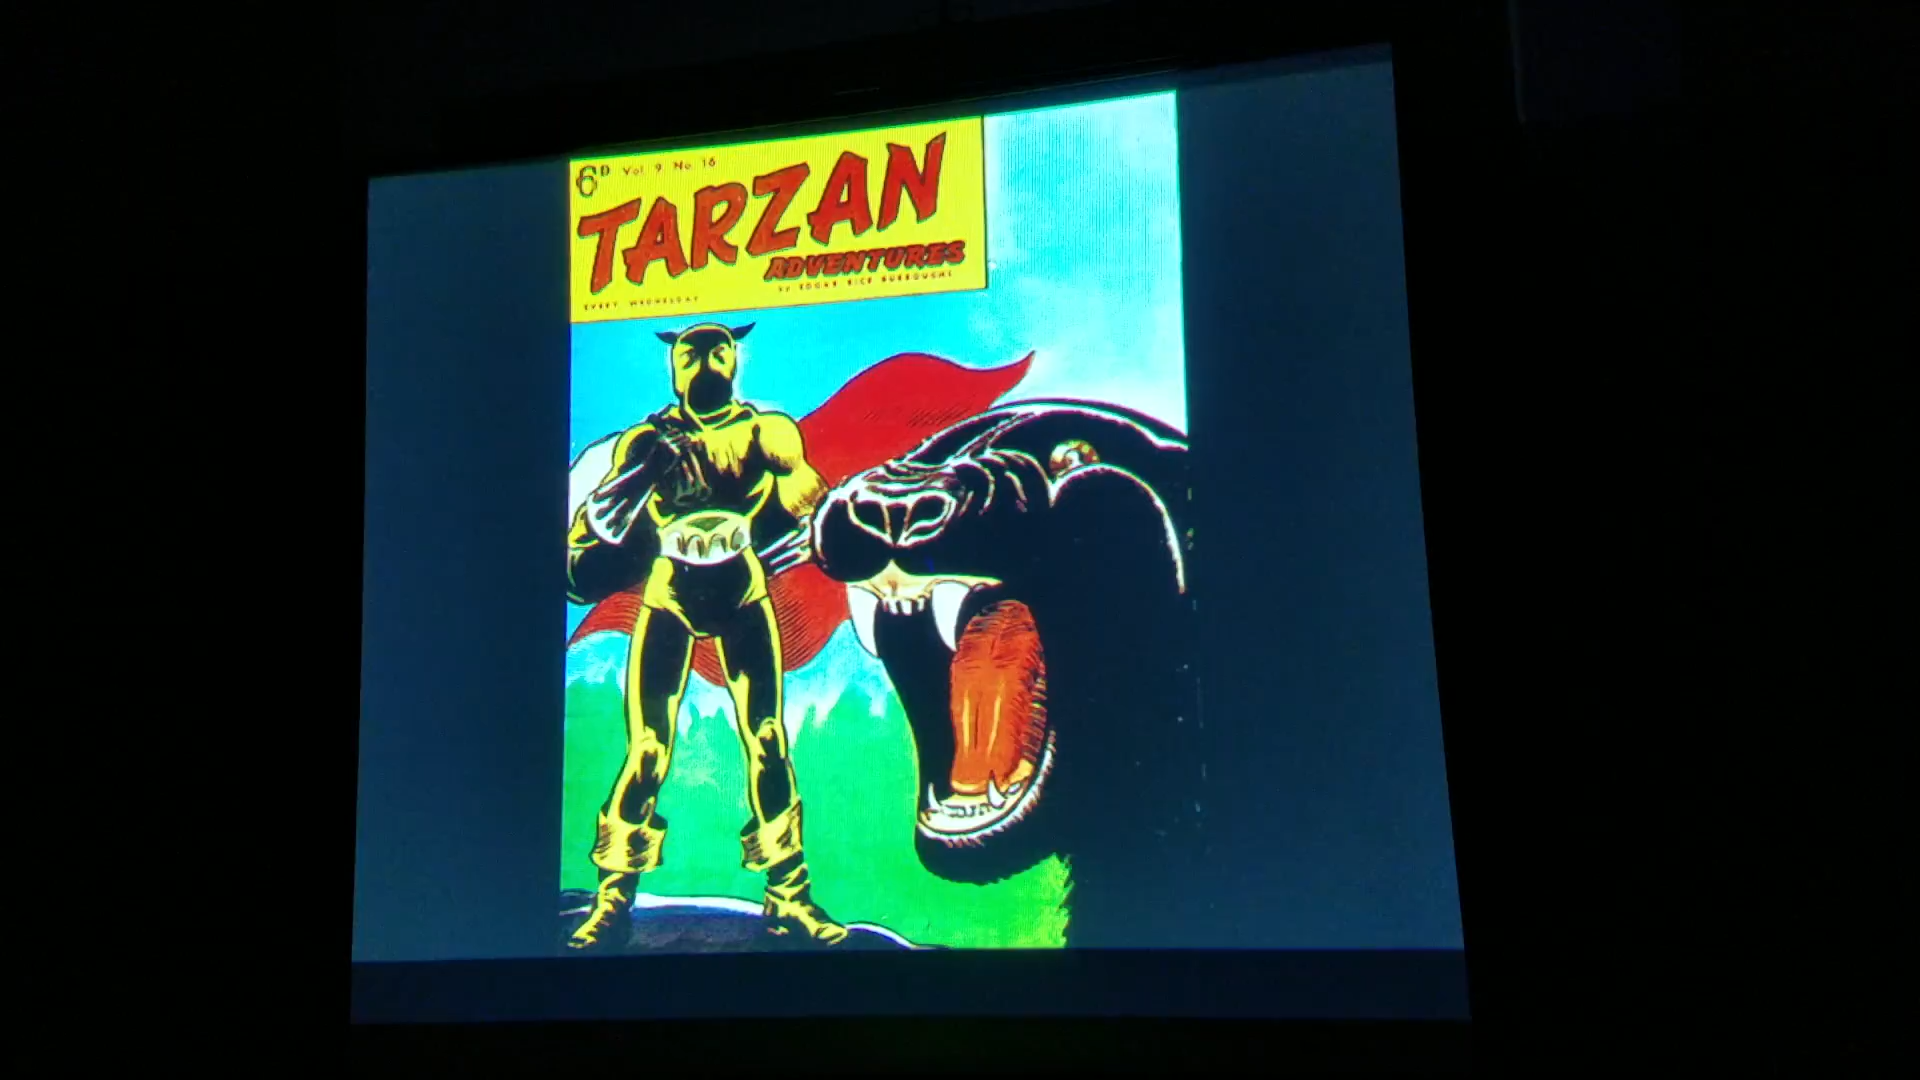 6D Vol. 9 No. 16
TARZAN
ADVENTURES
by EDGAR RICE BURROUGHS
EVERY WEDNESDAY